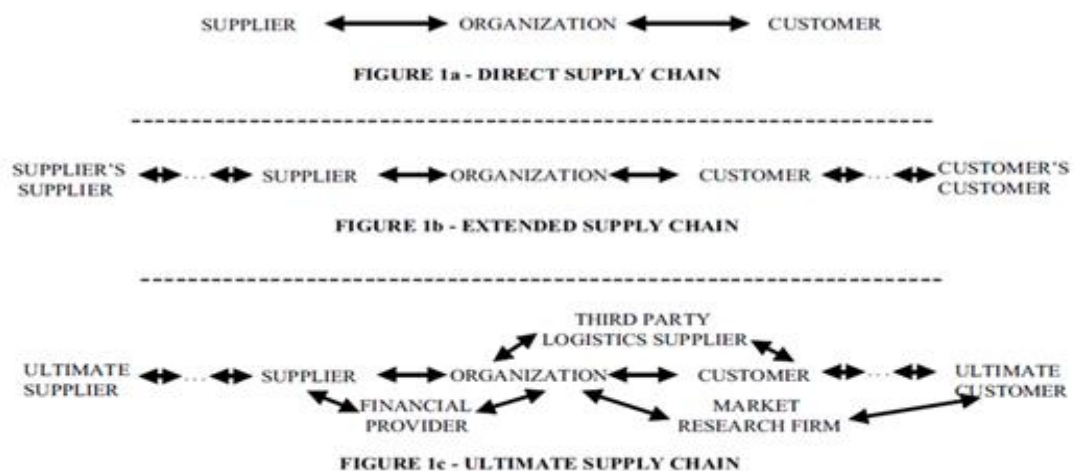 SUPPLIER ORGANIZATION CUSTOMER
FIGURE 1a - DIRECT SUPPLY CHAIN
SUPPLIER'S SUPPLIER ... SUPPLIER ORGANIZATION CUSTOMER ... CUSTOMER'S CUSTOMER
FIGURE 1b - EXTENDED SUPPLY CHAIN
THIRD PARTY
LOGISTICS SUPPLIER
ULTIMATE SUPPLIER ... SUPPLIER ORGANIZATION CUSTOMER ... ULTIMATE CUSTOMER
FINANCIAL PROVIDER
MARKET RESEARCH FIRM
FIGURE 1c - ULTIMATE SUPPLY CHAIN